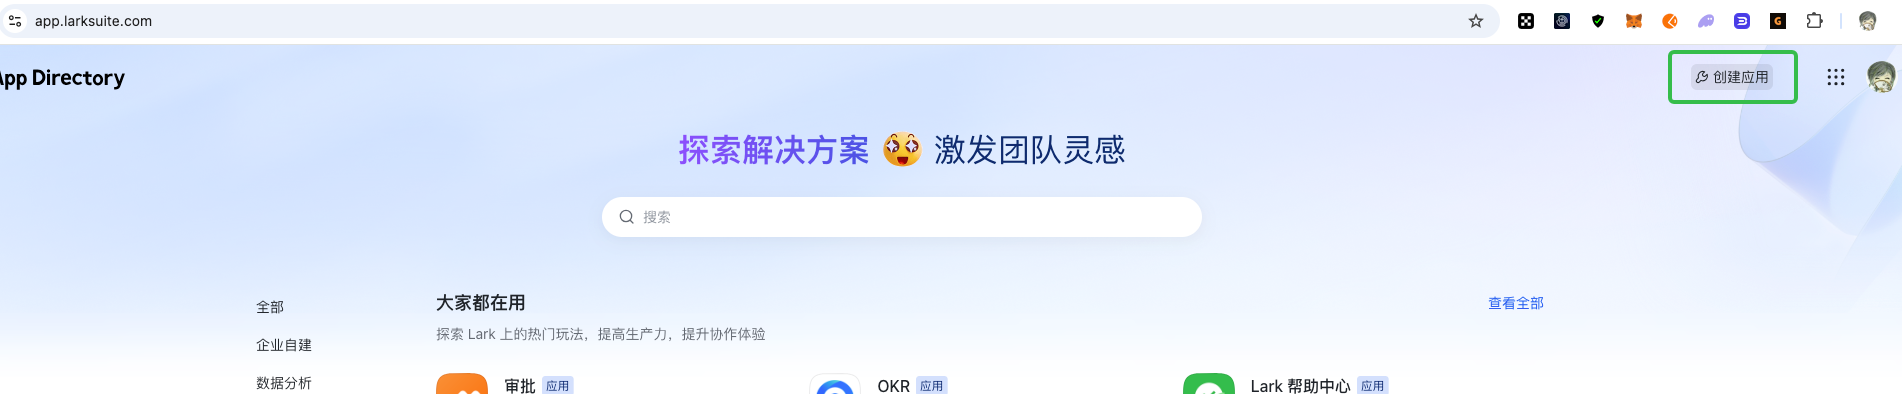 app.larksuite.com
App Directory
创建应用
探索解决方案 激发团队灵感
搜索
全部
企业自建
数据分析
大家都在用
查看全部
探索 Lark 上的热门玩法，提高生产力，提升协作体验
审批 应用
OKR 应用
Lark 帮助中心 应用